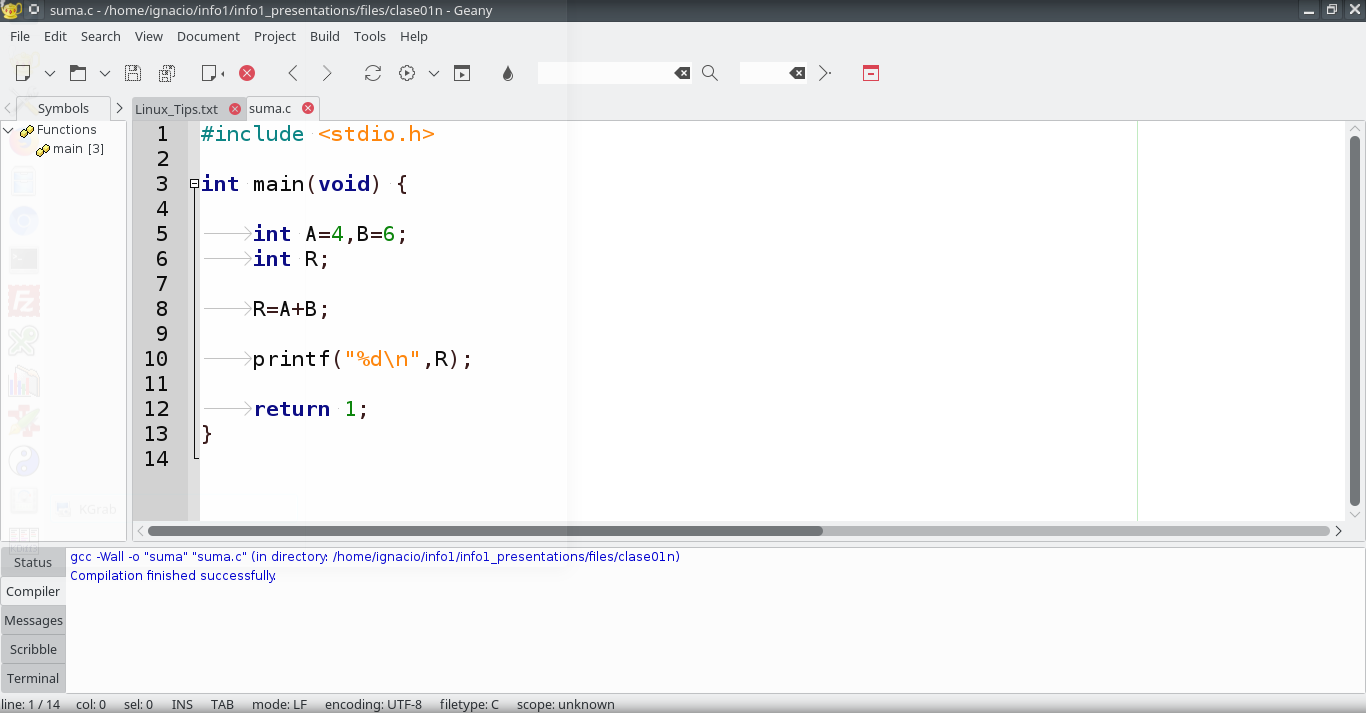 suma.c - /home/ignacio/info1/info1_presentations/files/clase01n - Geany
File Edit Search View Document Project Build Tools Help
Symbols Linux_Tips.txt suma.c
Functions
main [3]
1 #include <stdio.h>
2
3 int main(void) {
4
5 int A=4,B=6;
6 int R;
7
8 R=A+B;
9
10 printf("%d\n",R);
11
12 return 1;
13 }
14
KGrab
Status
Compiler
Messages
Scribble
Terminal
gcc -Wall -o "suma" "suma.c" (in directory: /home/ignacio/info1/info1_presentations/files/clase01n)
Compilation finished successfully.
line: 1 / 14 col: 0 sel: 0 INS TAB mode: LF encoding: UTF-8 filetype: C scope: unknown